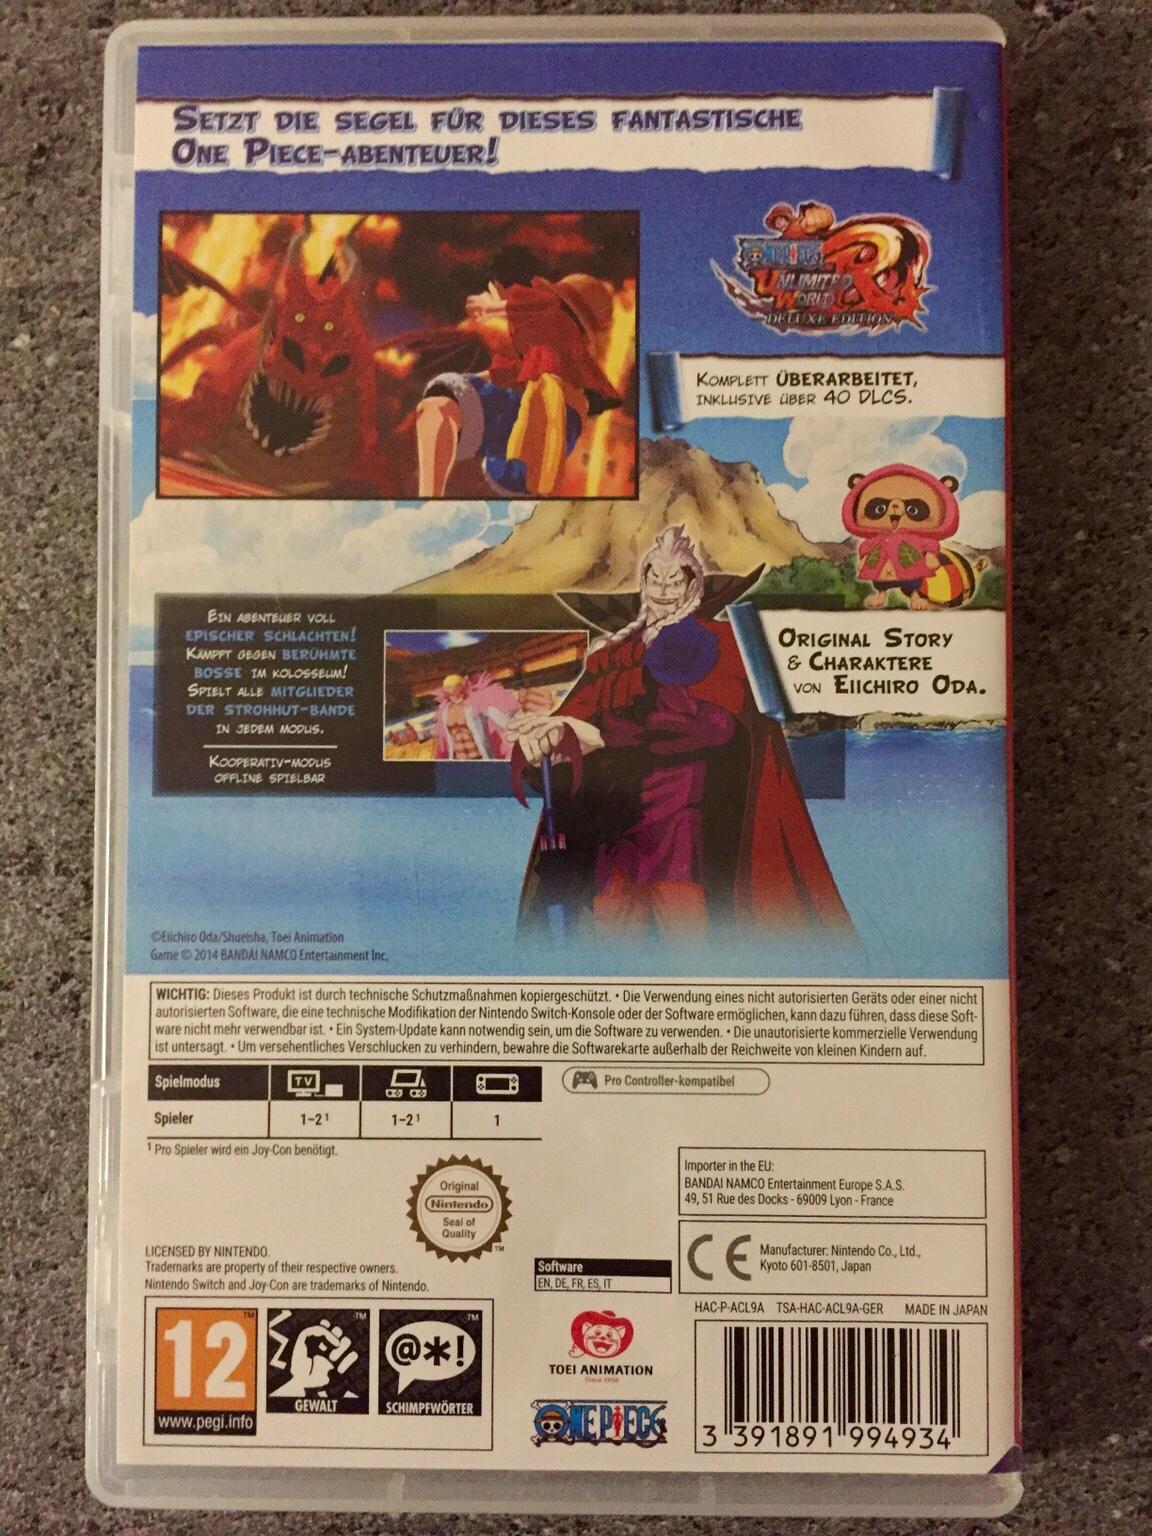 SETZT DIE SEGEL FÜR DIESES FANTASTISCHE
ONE PIECE-ABENTEUER!
ONE PIECE
UNLIMITED
WORLD R
DELUXE EDITION
KOMPLETT ÜBERARBEITET,
INKLUSIVE ÜBER 40 DLCS.
EIN ABENTEUER VOLL
EPISCHER SCHLACHTEN!
KÄMPFT GEGEN BERÜHMTE
BOSSE IM KOLOSSEUM!
SPIELT ALLE MITGLIEDER
DER STROHHUT-BANDE
IN JEDEM MODUS.
KOOPERATIV-MODUS
OFFLINE SPIELBAR
ORIGINAL STORY
& CHARAKTERE
VON EIICHIRO ODA.
©Eiichiro Oda/Shueisha, Toei Animation
Game © 2014 BANDAI NAMCO Entertainment Inc.
WICHTIG: Dieses Produkt ist durch technische Schutzmaßnahmen kopiergeschützt. • Die Verwendung eines nicht autorisierten Geräts oder einer nicht
autorisierten Software, die eine technische Modifikation der Nintendo Switch-Konsole oder der Software ermöglichen, kann dazu führen, dass diese Soft-
ware nicht mehr verwendbar ist. • Ein System-Update kann notwendig sein, um die Software zu verwenden. • Die unautorisierte kommerzielle Verwendung
ist untersagt. • Um versehentliches Verschlucken zu verhindern, bewahre die Softwarekarte außerhalb der Reichweite von kleinen Kindern auf.
Spielmodus TV
Pro Controller-kompatibel
Spieler 1-2¹ 1-2¹ 1
¹ Pro Spieler wird ein Joy-Con benötigt.
Original
Nintendo
Seal of
Quality
TM
Importer in the EU:
BANDAI NAMCO Entertainment Europe S.A.S.
49, 51 Rue des Docks - 69009 Lyon - France
CE
Manufacturer: Nintendo Co., Ltd.,
Kyoto 601-8501, Japan
LICENSED BY NINTENDO.
Trademarks are property of their respective owners.
Nintendo Switch and Joy-Con are trademarks of Nintendo.
Software
EN, DE, FR, ES, IT
HAC-P-ACL9A TSA-HAC-ACL9A-GER MADE IN JAPAN
12 TM
www.pegi.info
TM
GEWALT
@*! TM
SCHIMPFWÖRTER
TOEI ANIMATION
Since 1956
ONE PIECE
3 391891 994934